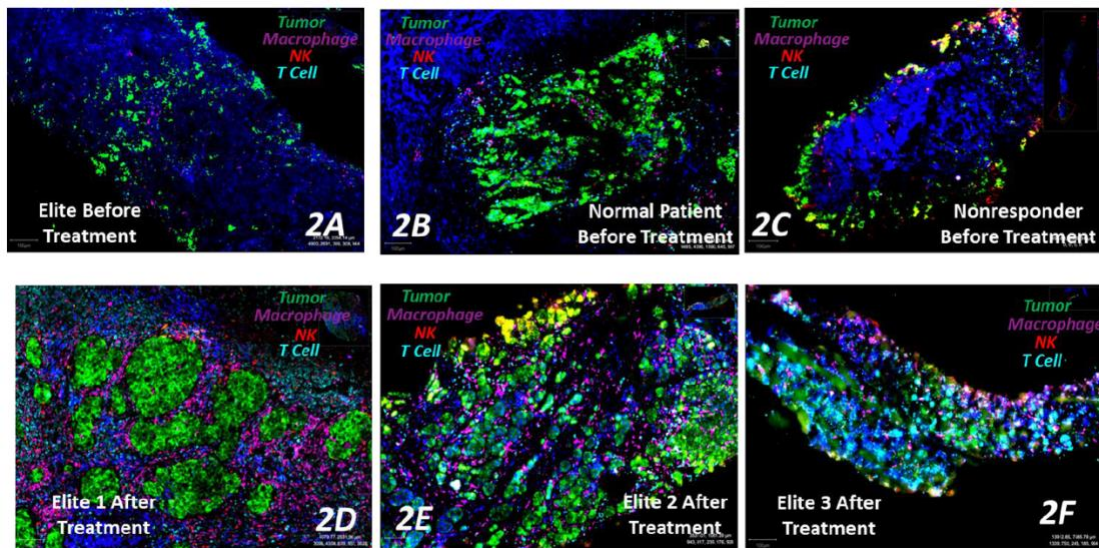 Tumor
Macrophage
NK
T Cell
Elite Before
Treatment
2A
Tumor
Macrophage
NK
T Cell
2B
Normal Patient
Before Treatment
Tumor
Macrophage
NK
T Cell
2C
Nonresponder
Before Treatment
Tumor
Macrophage
NK
T Cell
Elite 1 After
Treatment
2D
Tumor
Macrophage
NK
T Cell
2E
Elite 2 After
Treatment
Tumor
Macrophage
NK
T Cell
Elite 3 After
Treatment
2F